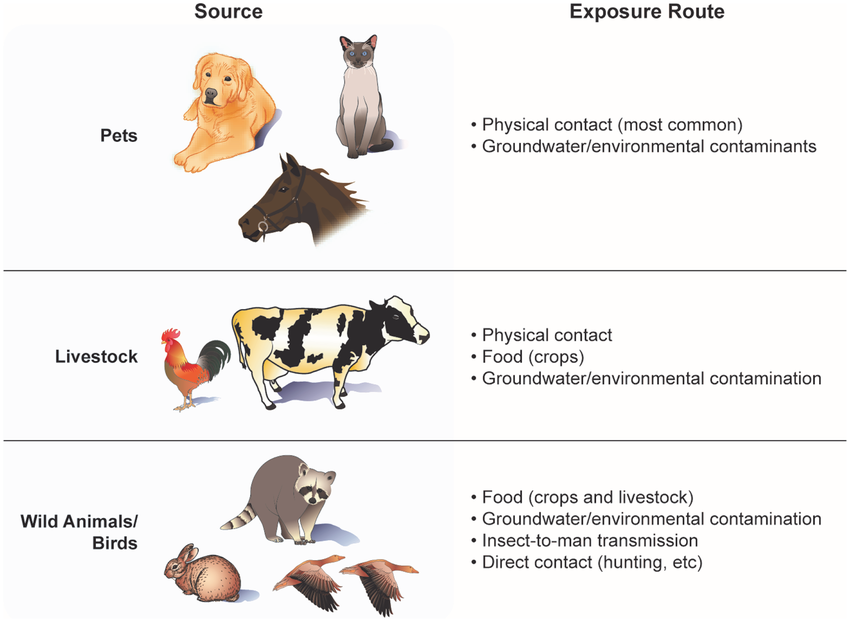 Source
Exposure Route
Pets
• Physical contact (most common)
• Groundwater/environmental contaminants
Livestock
• Physical contact
• Food (crops)
• Groundwater/environmental contamination
Wild Animals/
Birds
• Food (crops and livestock)
• Groundwater/environmental contamination
• Insect-to-man transmission
• Direct contact (hunting, etc)